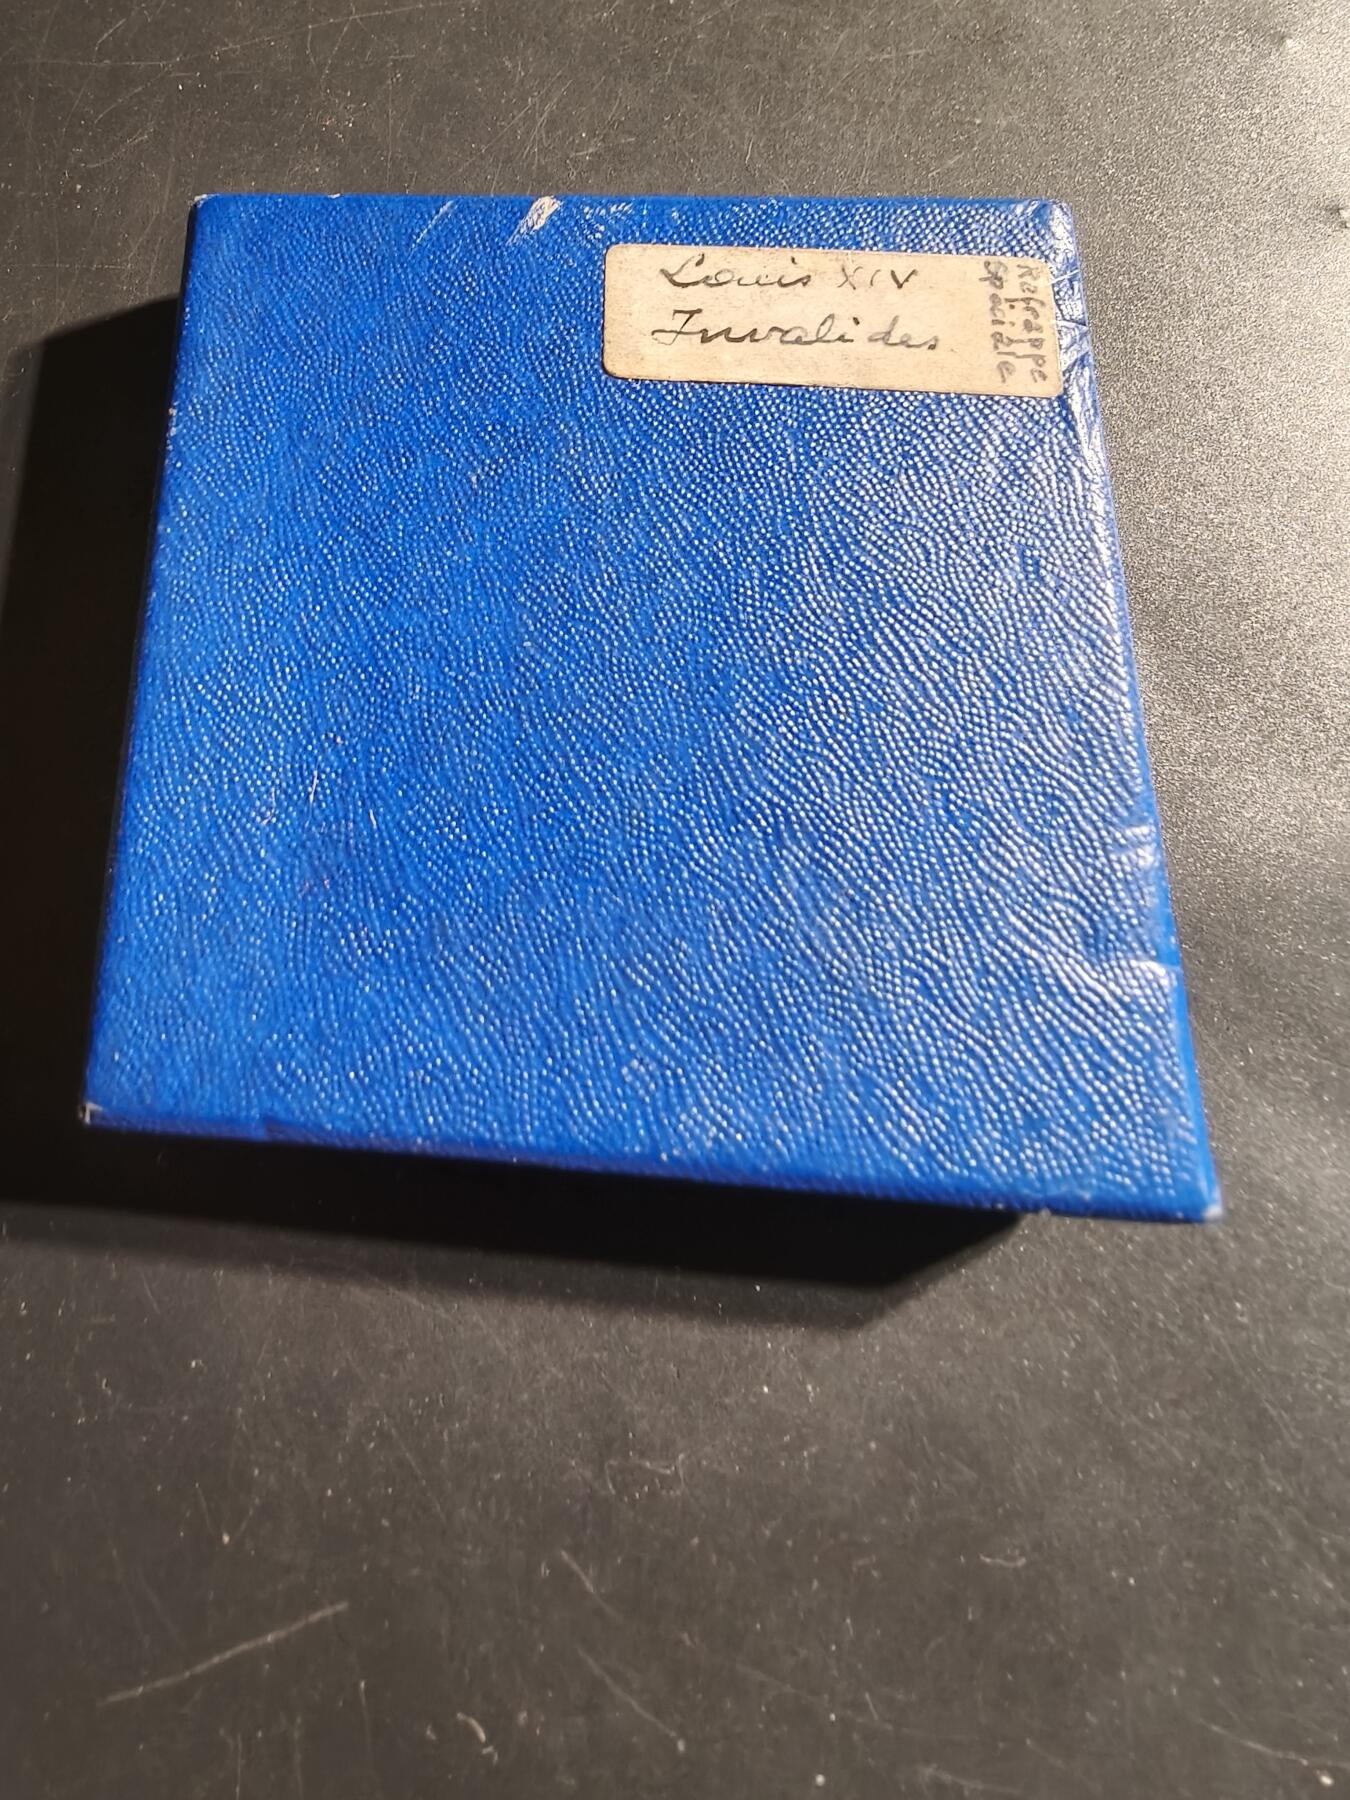 Louis XIV
Invalides
Refrappe
spéciale